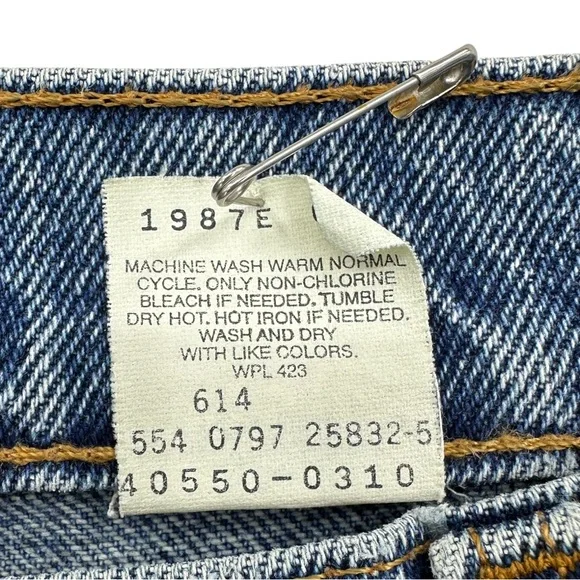 1987E
MACHINE WASH WARM NORMAL
CYCLE. ONLY NON-CHLORINE
BLEACH IF NEEDED. TUMBLE
DRY HOT. HOT IRON IF NEEDED.
WASH AND DRY
WITH LIKE COLORS.
WPL 423
614
554 0797 25832-5
40550-0310